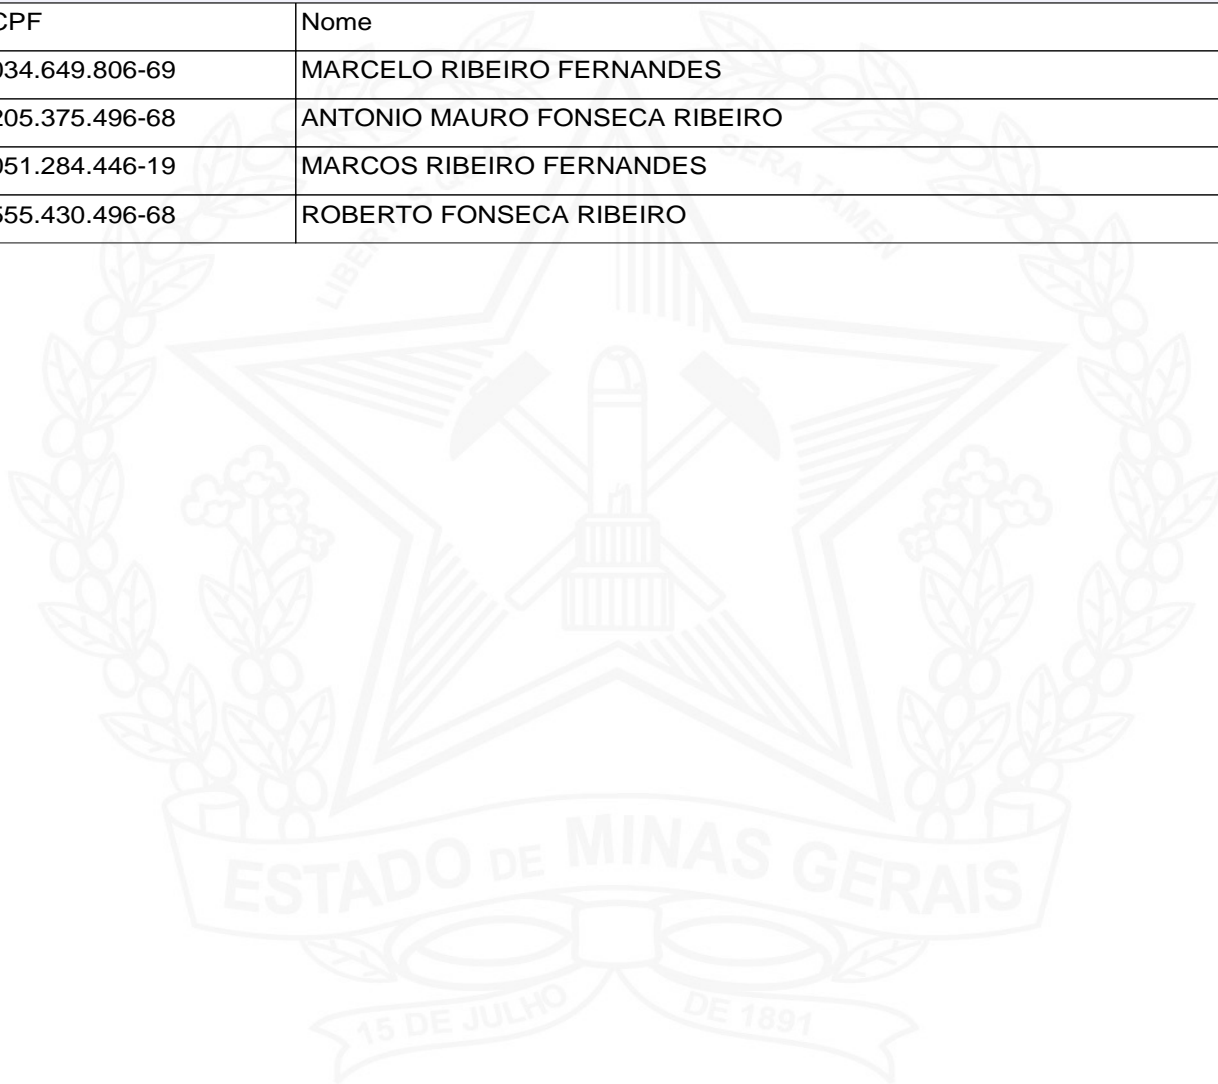 CPF Nome
034.649.806-69 MARCELO RIBEIRO FERNANDES
205.375.496-68 ANTONIO MAURO FONSECA RIBEIRO
051.284.446-19 MARCOS RIBEIRO FERNANDES
555.430.496-68 ROBERTO FONSECA RIBEIRO
LIBERTAS QUÆ SERA TAMEN
ESTADO DE MINAS GERAIS
15 DE JULHO DE 1891